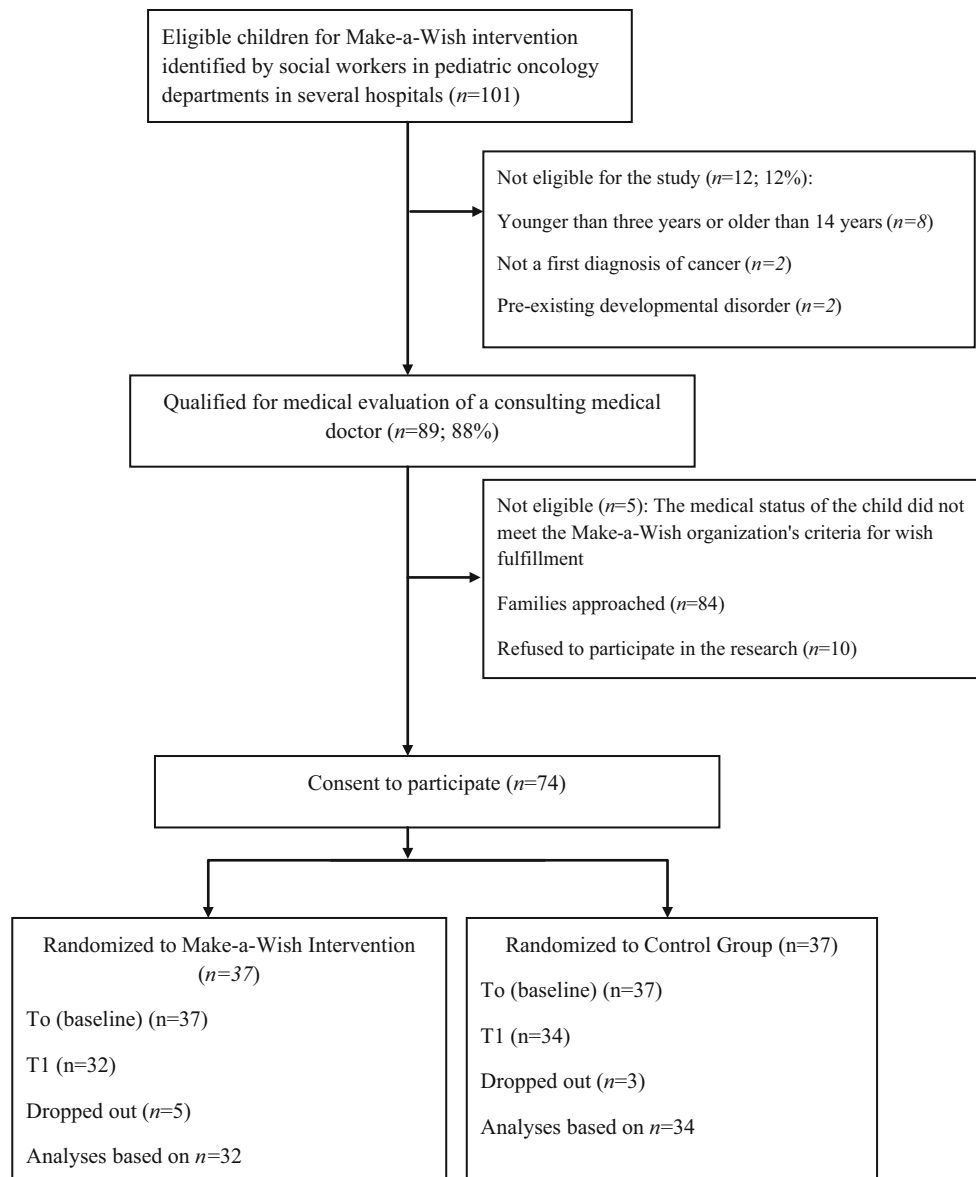 Eligible children for Make-a-Wish intervention
identified by social workers in pediatric oncology
departments in several hospitals (n=101)
Not eligible for the study (n=12; 12%):
Younger than three years or older than 14 years (n=8)
Not a first diagnosis of cancer (n=2)
Pre-existing developmental disorder (n=2)
Qualified for medical evaluation of a consulting medical
doctor (n=89; 88%)
Not eligible (n=5): The medical status of the child did not
meet the Make-a-Wish organization's criteria for wish
fulfillment
Families approached (n=84)
Refused to participate in the research (n=10)
Consent to participate (n=74)
Randomized to Make-a-Wish Intervention
(n=37)
To (baseline) (n=37)
T1 (n=32)
Dropped out (n=5)
Analyses based on n=32
Randomized to Control Group (n=37)
To (baseline) (n=37)
T1 (n=34)
Dropped out (n=3)
Analyses based on n=34